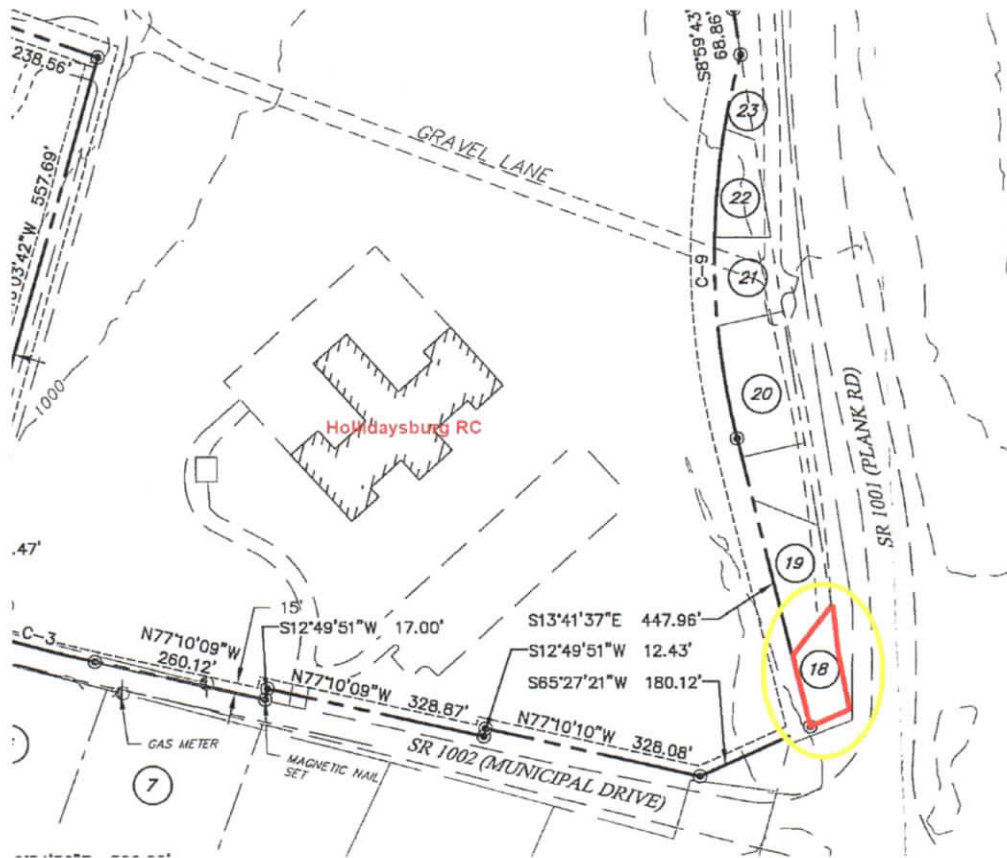 238.56'
S8°59'43"
68.86'
23
GRAVEL LANE
22
557.69'
03'42"W
C-9
21
1000
20
Hollidaysburg RC
SR 1001 (PLANK RD)
.47'
19
15'
S13°41'37"E 447.96'
C-3
N77°10'09"W
260.12'
S12°49'51"W 17.00'
S12°49'51"W 12.43'
N77°10'09"W
328.87'
S65°27'21"W 180.12'
18
N77°10'10"W
328.08'
GAS METER
SR 1002 (MUNICIPAL DRIVE)
MAGNETIC NAIL
SET
7